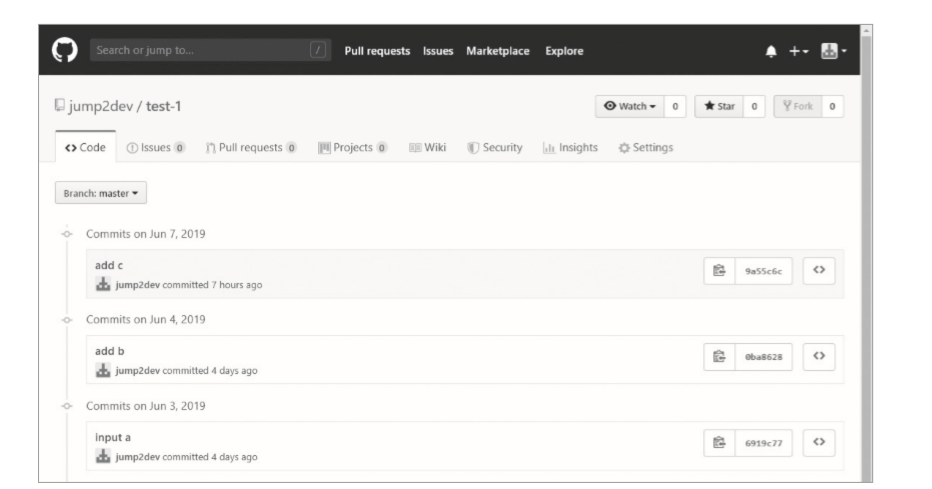 Search or jump to... / Pull requests Issues Marketplace Explore
jump2dev / test-1 Watch 0 Star 0 Fork 0
Code Issues 0 Pull requests 0 Projects 0 Wiki Security Insights Settings
Branch: master
Commits on Jun 7, 2019
add c
jump2dev committed 7 hours ago 9a55c6c
Commits on Jun 4, 2019
add b
jump2dev committed 4 days ago 0ba8628
Commits on Jun 3, 2019
input a
jump2dev committed 4 days ago 6919c77